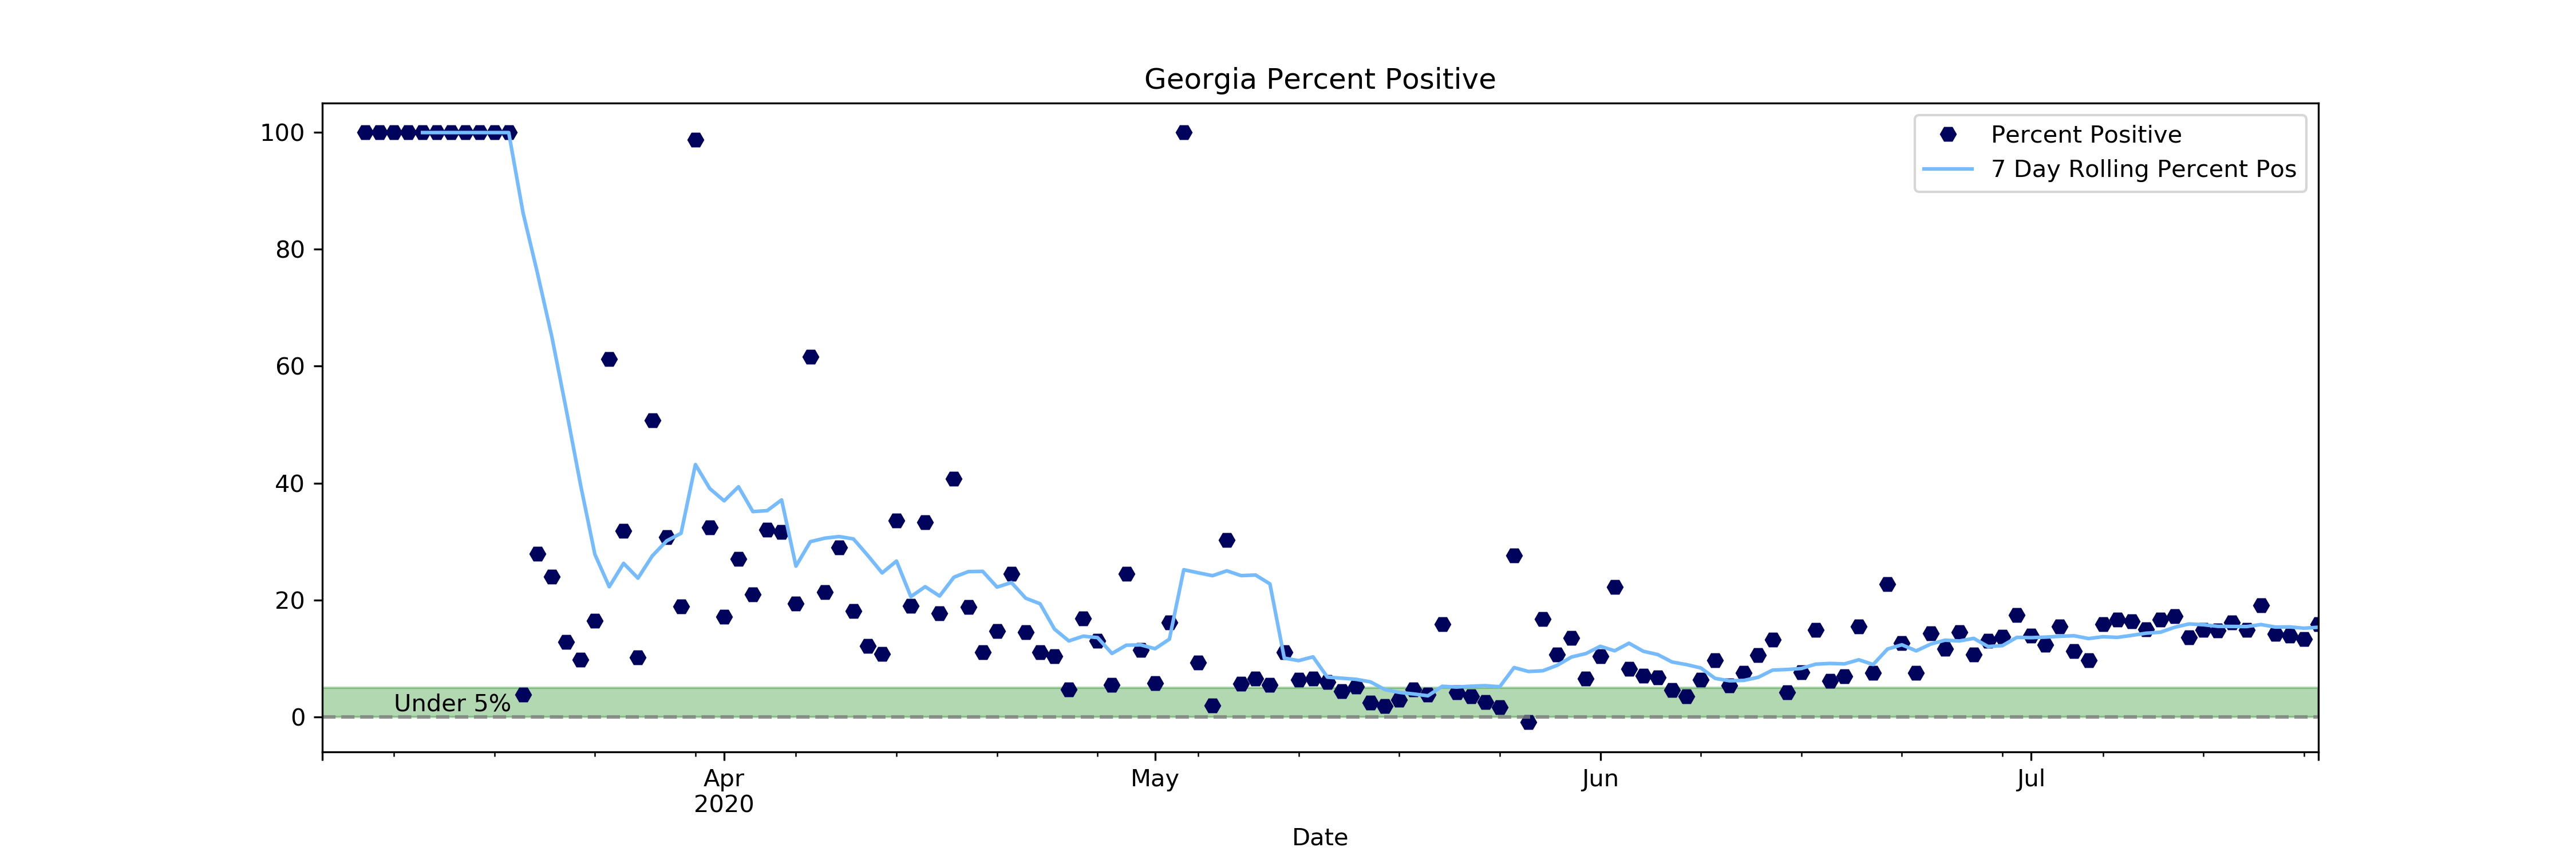 Georgia Percent Positive
100
80
60
40
20
0
Percent Positive
7 Day Rolling Percent Pos
Under 5%
Apr
2020
May
Jun
Jul
Date